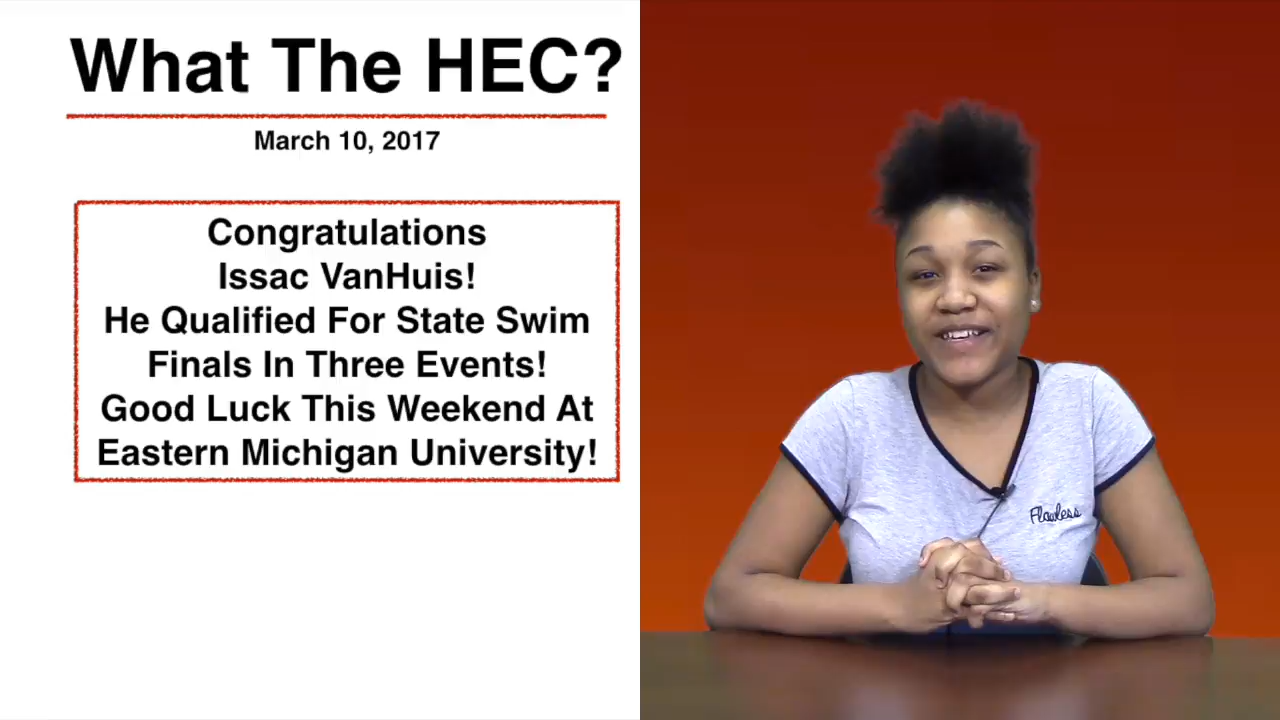 What The HEC?
March 10, 2017
Congratulations
Issac VanHuis!
He Qualified For State Swim
Finals In Three Events!
Good Luck This Weekend At
Eastern Michigan University!
Flawless